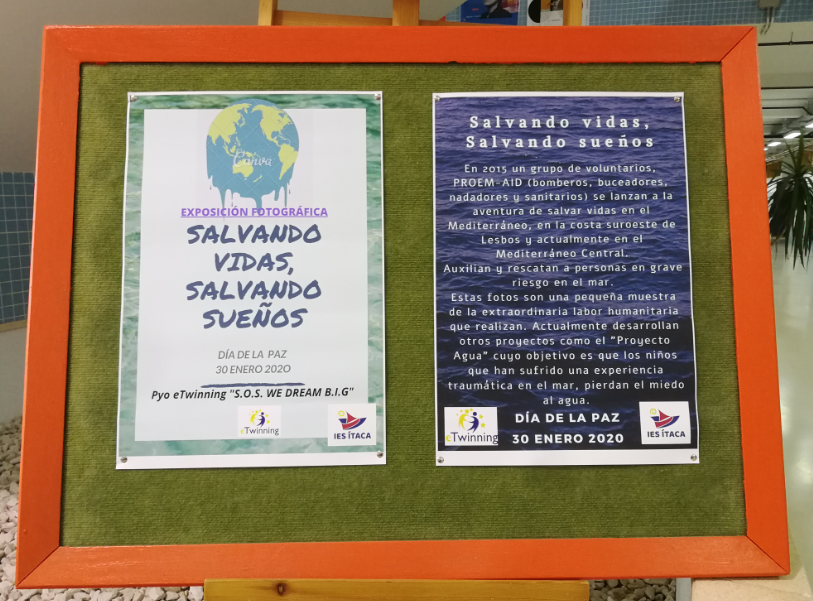 Canva
EXPOSICIÓN FOTOGRÁFICA
SALVANDO
VIDAS,
SALVANDO
SUEÑOS
DÍA DE LA PAZ
30 ENERO 2020
Pyo eTwinning "S.O.S. WE DREAM B.I.G"
eTwinning
IES ÍTACA
Salvando vidas,
Salvando sueños
En 2015 un grupo de voluntarios,
PROEM-AID (bomberos, buceadores,
nadadores y sanitarios) se lanzan a la
aventura de salvar vidas en el
Mediterráneo, en la costa suroeste de
Lesbos y actualmente en el
Mediterráneo Central.
Auxilian y rescatan a personas en grave
riesgo en el mar.
Estas fotos son una pequeña muestra
de la extraordinaria labor humanitaria
que realizan. Actualmente desarrollan
otros proyectos como el "Proyecto
Agua" cuyo objetivo es que los niños
que han sufrido una experiencia
traumática en el mar, pierdan el miedo
al agua.
DÍA DE LA PAZ
30 ENERO 2020
eTwinning
IES ÍTACA